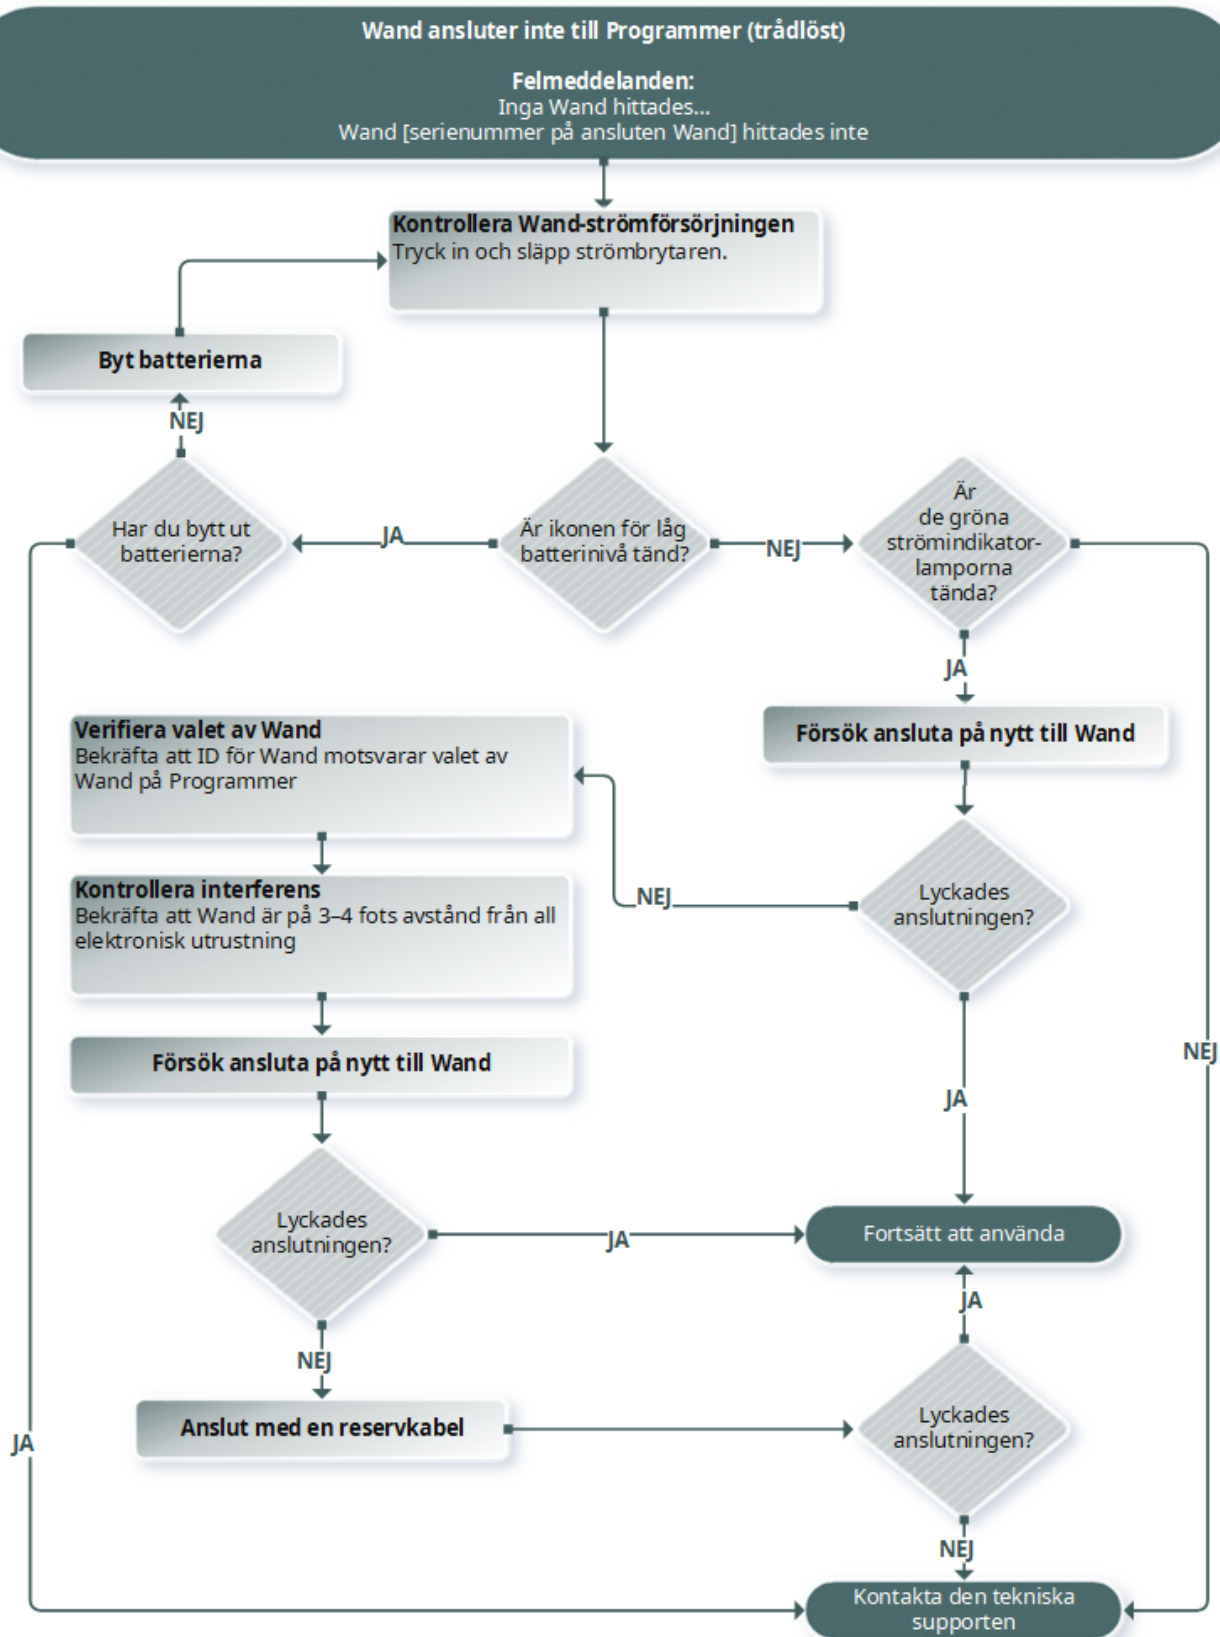 Wand ansluter inte till Programmer (trådlöst)
Felmeddelanden:
Inga Wand hittades...
Wand [serienummer på ansluten Wand] hittades inte
Kontrollera Wand-strömförsörjningen
Tryck in och släpp strömbrytaren.
Byt batterierna
NEJ
Har du bytt ut
batterierna?
JA
Är ikonen för låg
batterinivå tänd?
NEJ
Är
de gröna
strömindikator-
lamporna
tända?
JA
Försök ansluta på nytt till Wand
Verifiera valet av Wand
Bekräfta att ID för Wand motsvarar valet av
Wand på Programmer
Kontrollera interferens
Bekräfta att Wand är på 3–4 fots avstånd från all
elektronisk utrustning
NEJ
Lyckades
anslutningen?
Försök ansluta på nytt till Wand
NEJ
JA
Lyckades
anslutningen?
JA
Fortsätt att använda
JA
NEJ
Anslut med en reservkabel
Lyckades
anslutningen?
JA
NEJ
Kontakta den tekniska
supporten